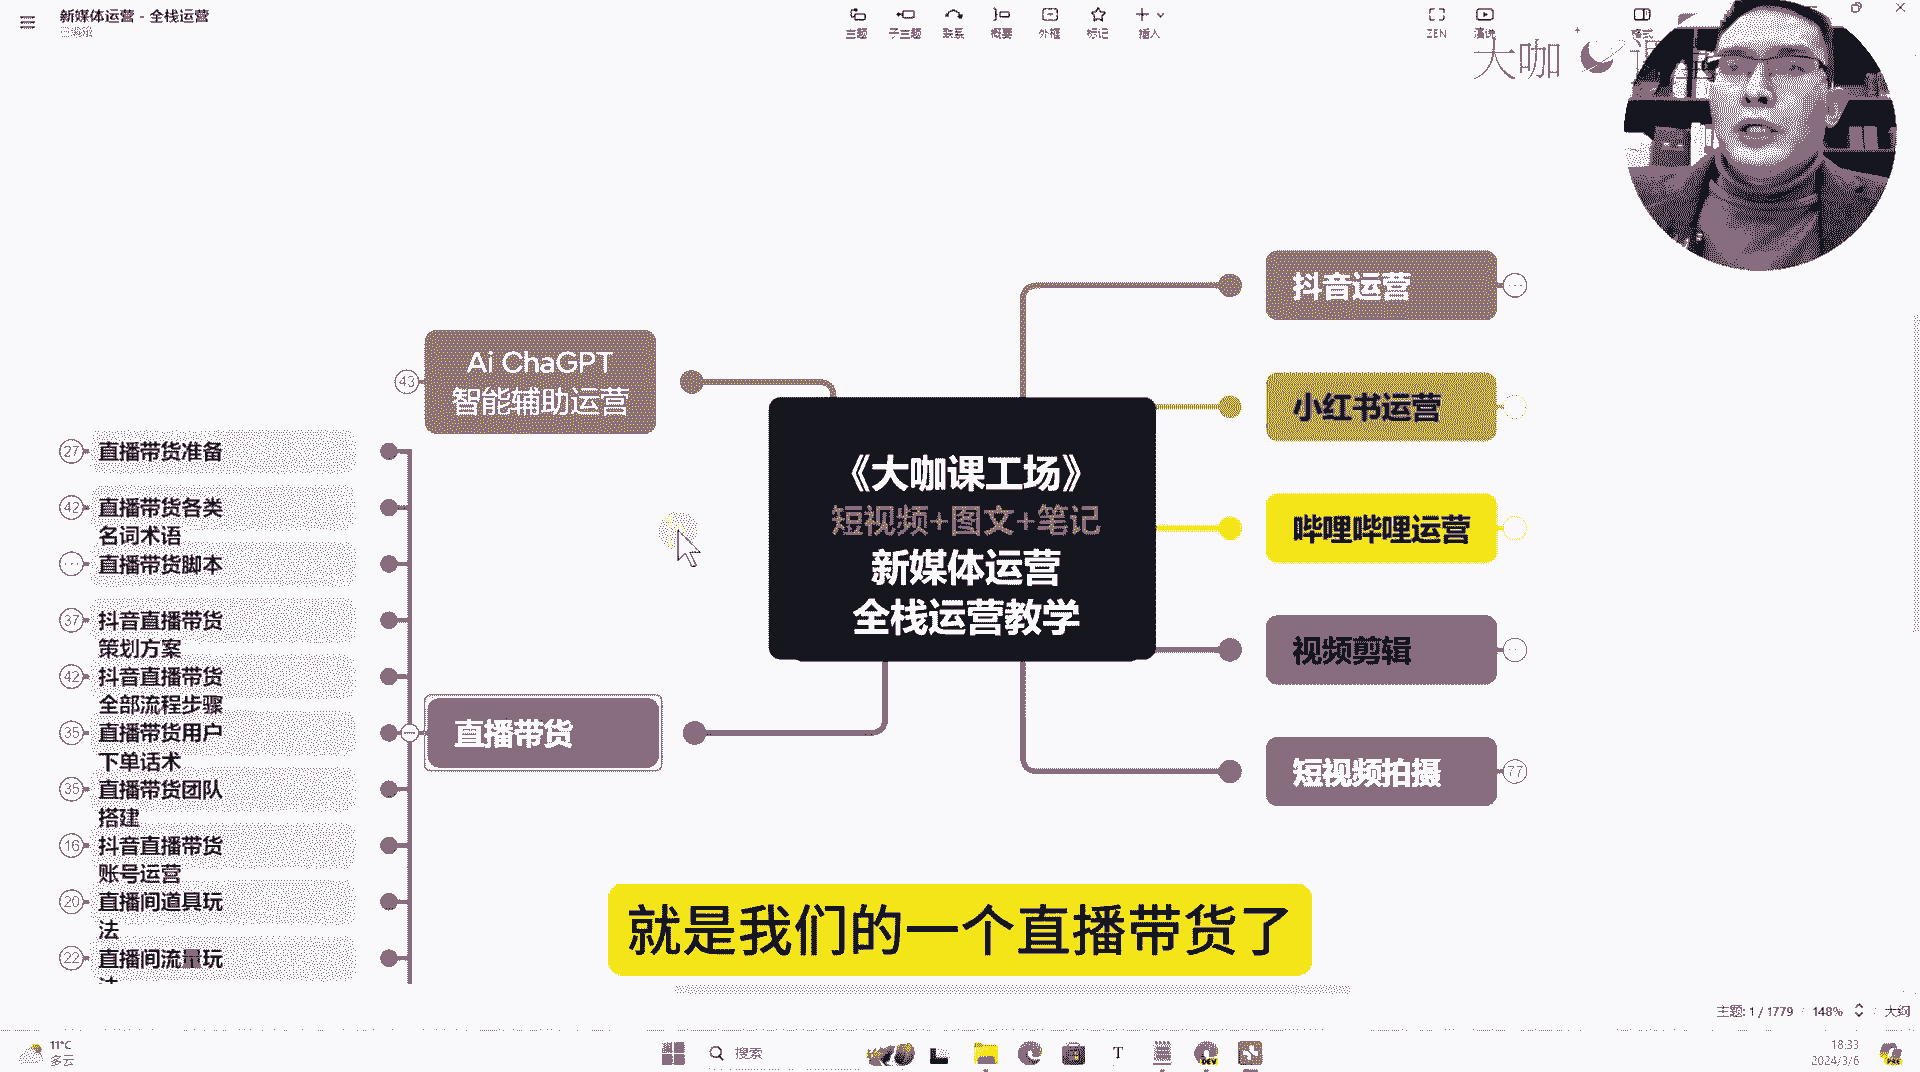 新媒体运营 - 全栈运营
已编辑
主题
子主题
联系
概要
外框
标记
插入
ZEN
演说
格式
大咖
抖音运营
Ai ChaGPT
智能辅助运营
43
小红书运营
《大咖课工场》
短视频+图文+笔记
新媒体运营
全栈运营教学
哔哩哔哩运营
视频剪辑
短视频拍摄
77
直播带货
27
直播带货准备
42
直播带货各类
名词术语
直播带货脚本
37
抖音直播带货
策划方案
42
抖音直播带货
全部流程步骤
35
直播带货用户
下单话术
35
直播带货团队
搭建
16
抖音直播带货
账号运营
20
直播间道具玩
法
22
直播间流量玩
就是我们的一个直播带货了
主题: 1 / 1779
148%
大纲
11°C
多云
搜索
18:33
2024/3/6